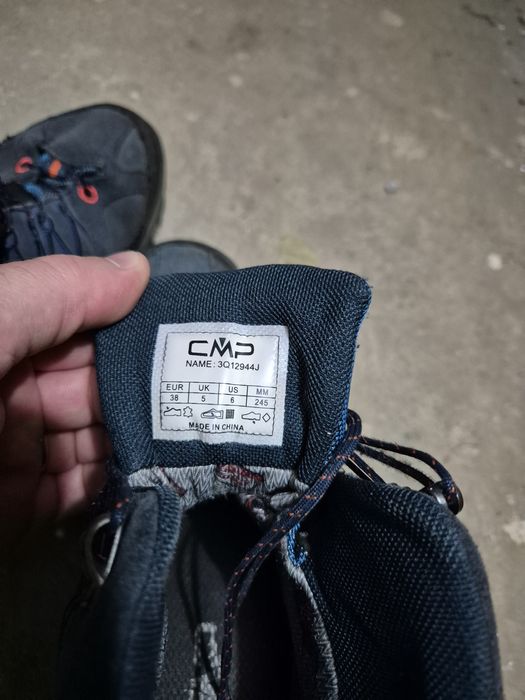 CMP
NAME : 3Q12944J
EUR UK US MM
38 5 6 245
MADE IN CHINA